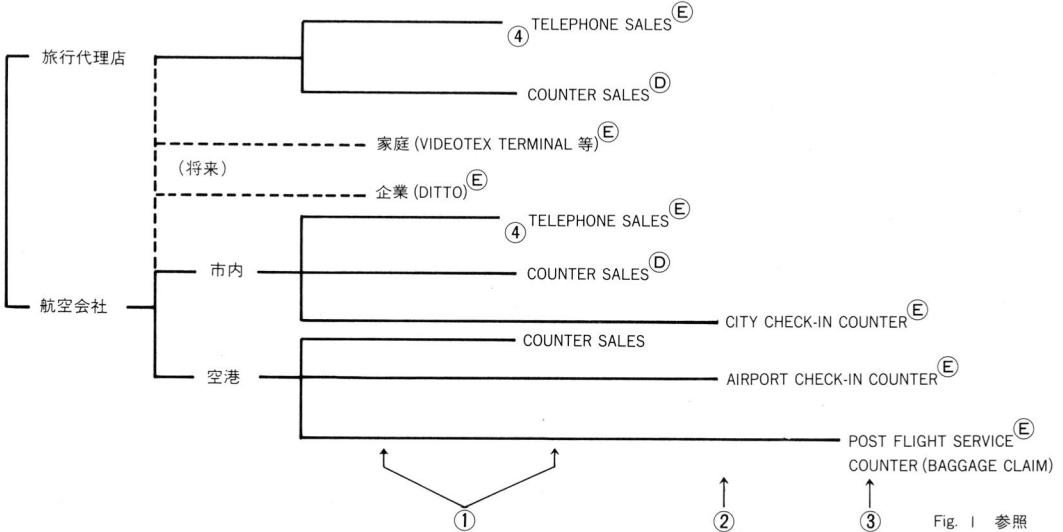 ④ TELEPHONE SALES Ⓔ
旅行代理店
COUNTER SALES Ⓓ
家庭 (VIDEOTEX TERMINAL 等) Ⓔ
(将来)
企業 (DITTO) Ⓔ
④ TELEPHONE SALES Ⓔ
市内
COUNTER SALES Ⓓ
航空会社
CITY CHECK-IN COUNTER Ⓔ
COUNTER SALES
空港
AIRPORT CHECK-IN COUNTER Ⓔ
POST FLIGHT SERVICE Ⓔ
COUNTER (BAGGAGE CLAIM)
① ② ③
Fig. 1 参照